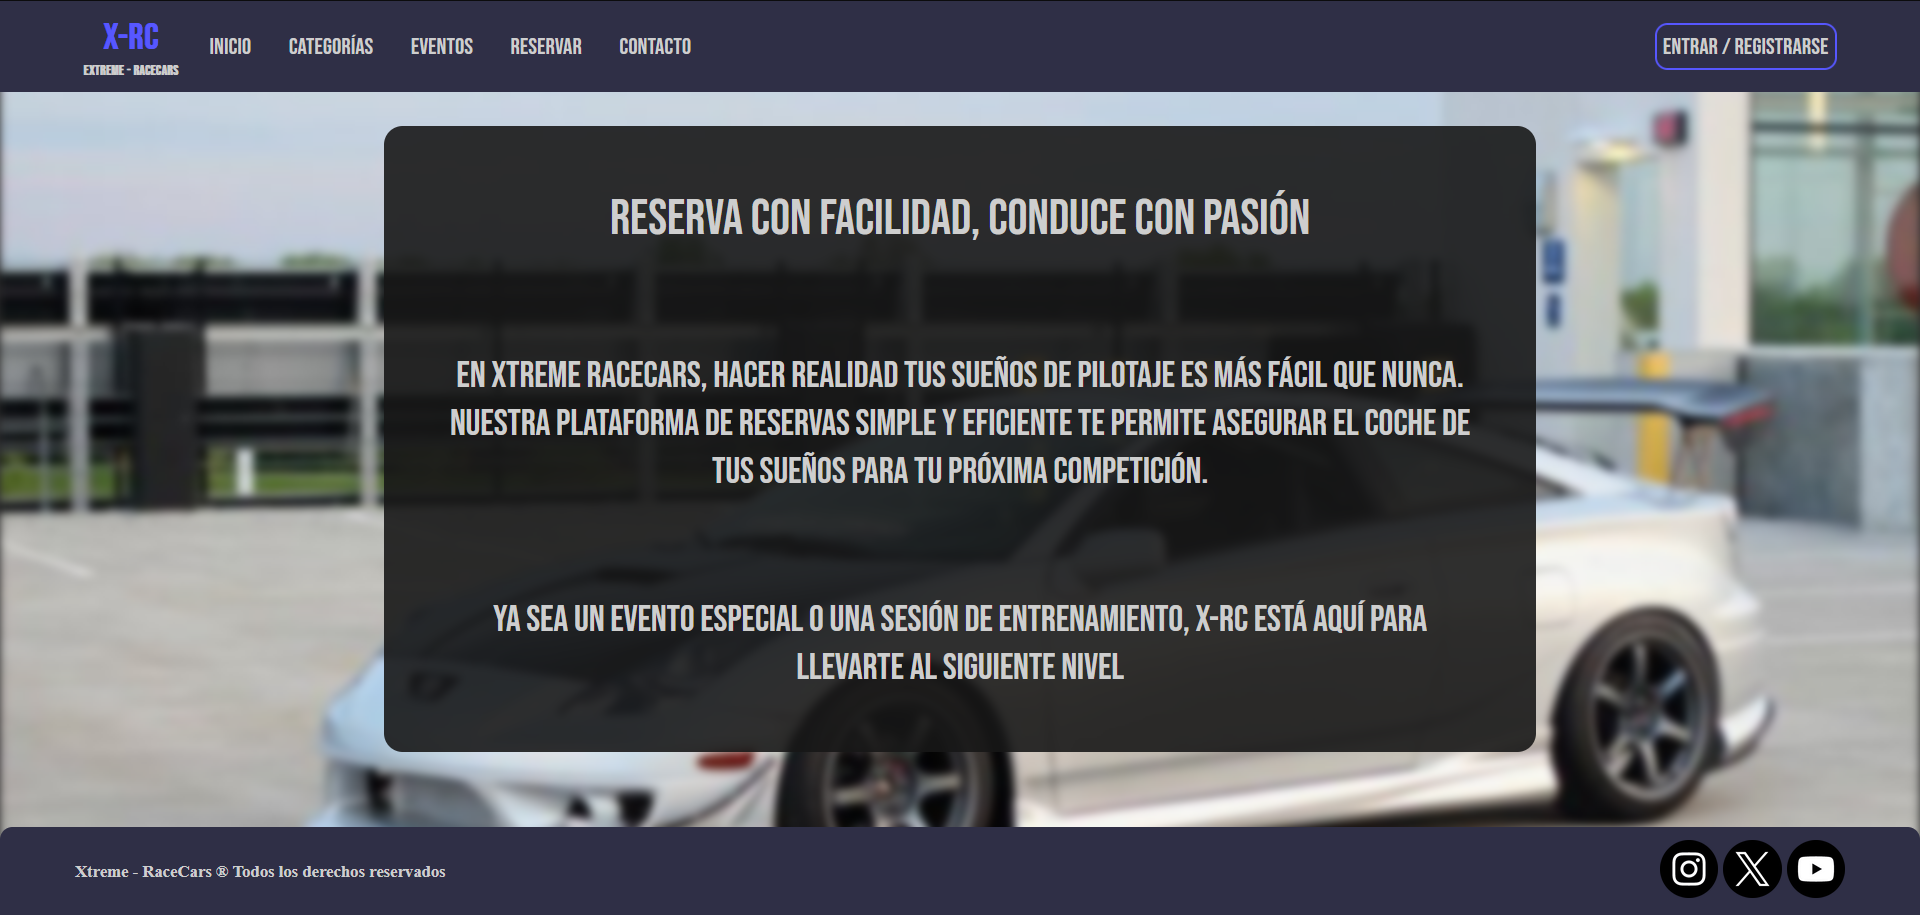 X-RC
EXTREME - RACECARS
INICIO
CATEGORÍAS
EVENTOS
RESERVAR
CONTACTO
ENTRAR / REGISTRARSE
RESERVA CON FACILIDAD, CONDUCE CON PASIÓN
EN XTREME RACECARS, HACER REALIDAD TUS SUEÑOS DE PILOTAJE ES MÁS FÁCIL QUE NUNCA.
NUESTRA PLATAFORMA DE RESERVAS SIMPLE Y EFICIENTE TE PERMITE ASEGURAR EL COCHE DE
TUS SUEÑOS PARA TU PRÓXIMA COMPETICIÓN.
YA SEA UN EVENTO ESPECIAL O UNA SESIÓN DE ENTRENAMIENTO, X-RC ESTÁ AQUÍ PARA
LLEVARTE AL SIGUIENTE NIVEL
Xtreme - RaceCars ® Todos los derechos reservados